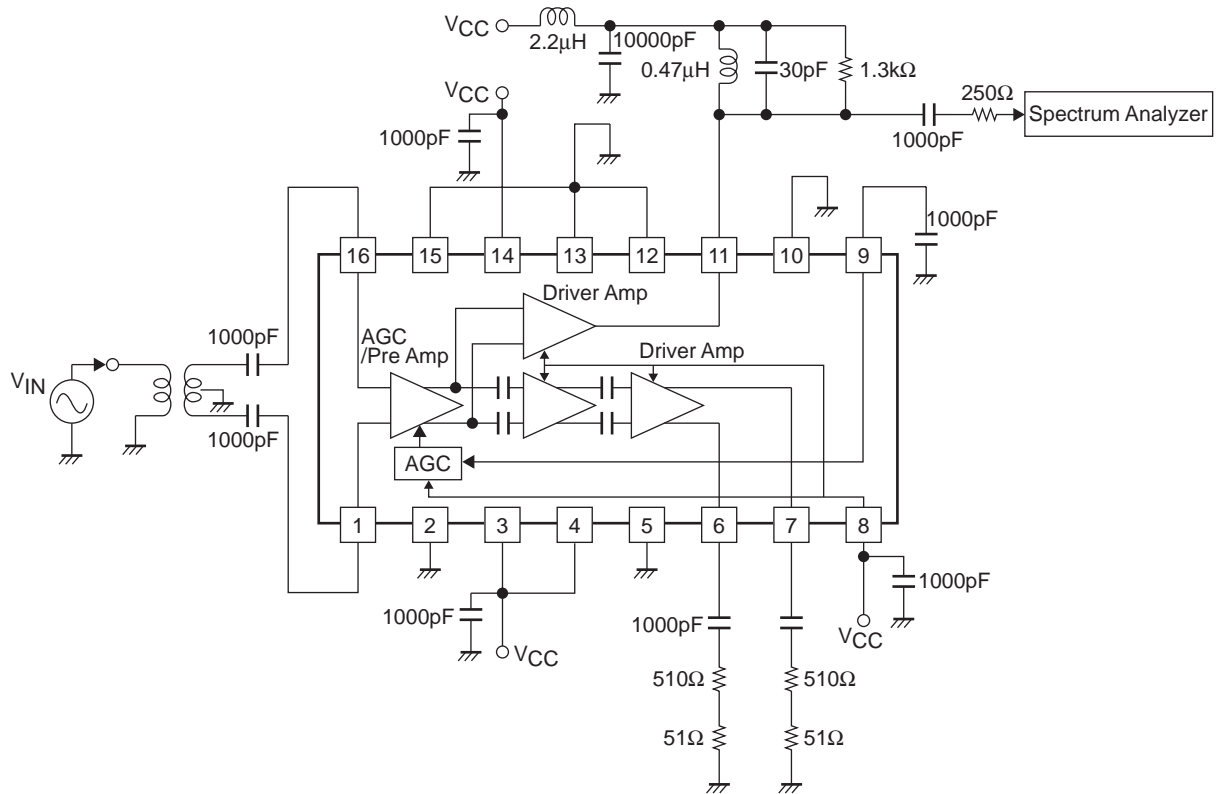 VCC
2.2μH
10000pF
0.47μH
30pF
1.3kΩ
250Ω
Spectrum Analyzer
1000pF
VCC
1000pF
1000pF
16
15
14
13
12
11
10
9
Driver Amp
AGC
/Pre Amp
Driver Amp
1000pF
VIN
1000pF
AGC
1
2
3
4
5
6
7
8
1000pF
VCC
1000pF
1000pF
VCC
510Ω
510Ω
51Ω
51Ω